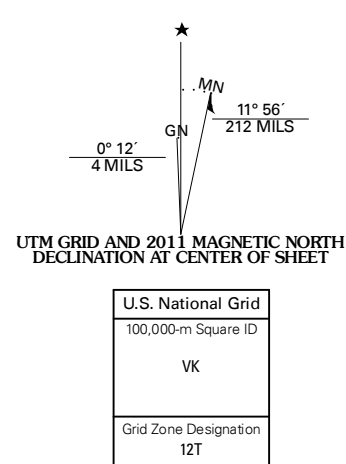 MN
GN
11° 56´
212 MILS
0° 12´
4 MILS
UTM GRID AND 2011 MAGNETIC NORTH
DECLINATION AT CENTER OF SHEET
U.S. National Grid
100,000-m Square ID
VK
Grid Zone Designation
12T